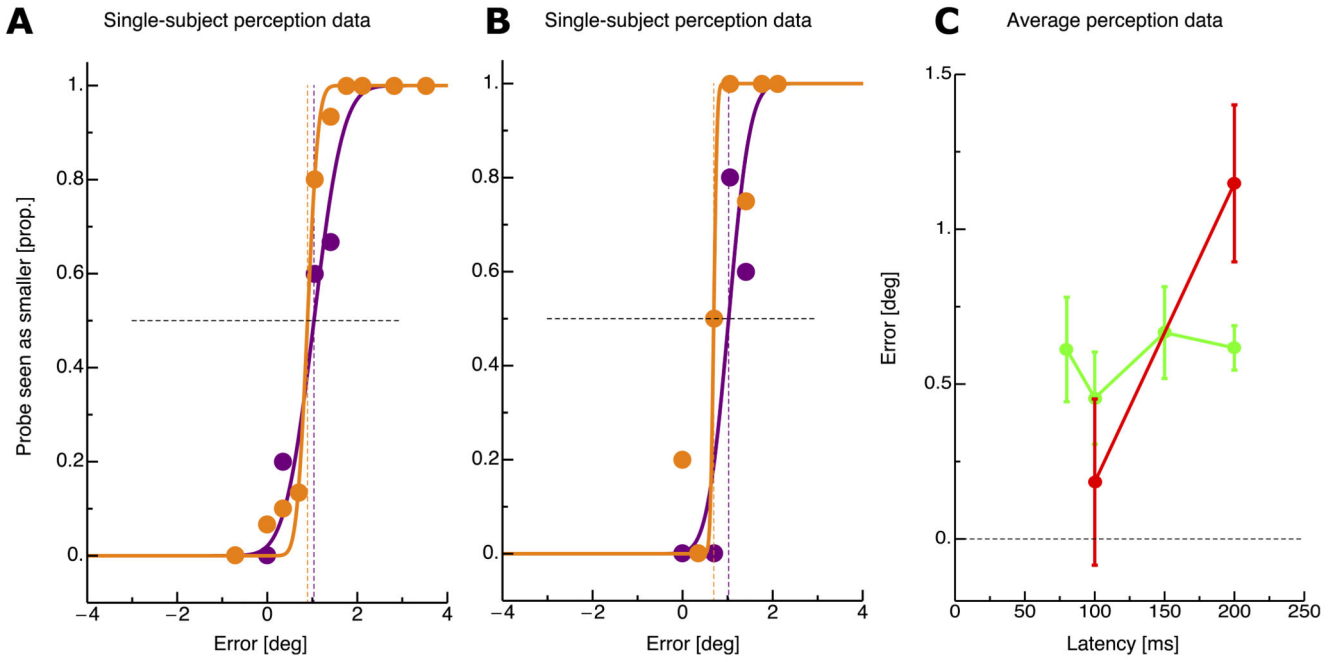 A Single-subject perception data
B Single-subject perception data
C Average perception data
Probe seen as smaller [prop.]
1.
0.8
0.6
0.4
0.2
0.
−4 −2 0 2 4
Error [deg]
1.
0.8
0.6
0.4
0.2
0.
−4 −2 0 2 4
Error [deg]
Error [deg]
1.5
1.
0.5
0.
0 50 100 150 200 250
Latency [ms]